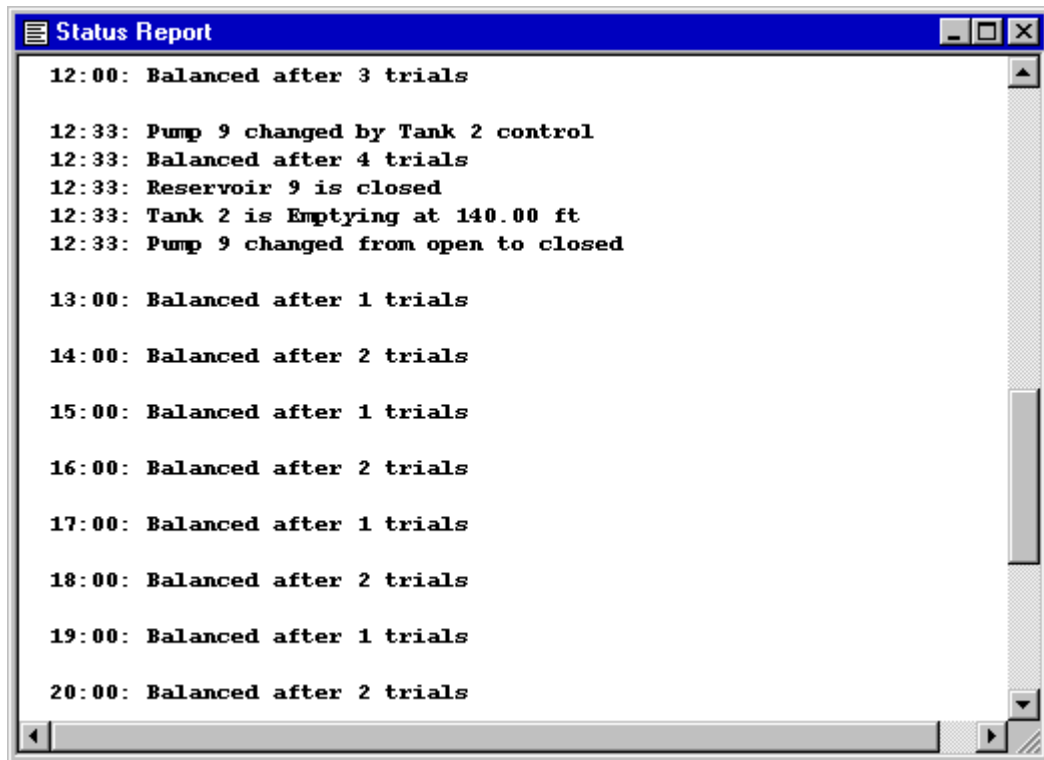 Status Report
12:00: Balanced after 3 trials
12:33: Pump 9 changed by Tank 2 control
12:33: Balanced after 4 trials
12:33: Reservoir 9 is closed
12:33: Tank 2 is Emptying at 140.00 ft
12:33: Pump 9 changed from open to closed
13:00: Balanced after 1 trials
14:00: Balanced after 2 trials
15:00: Balanced after 1 trials
16:00: Balanced after 2 trials
17:00: Balanced after 1 trials
18:00: Balanced after 2 trials
19:00: Balanced after 1 trials
20:00: Balanced after 2 trials